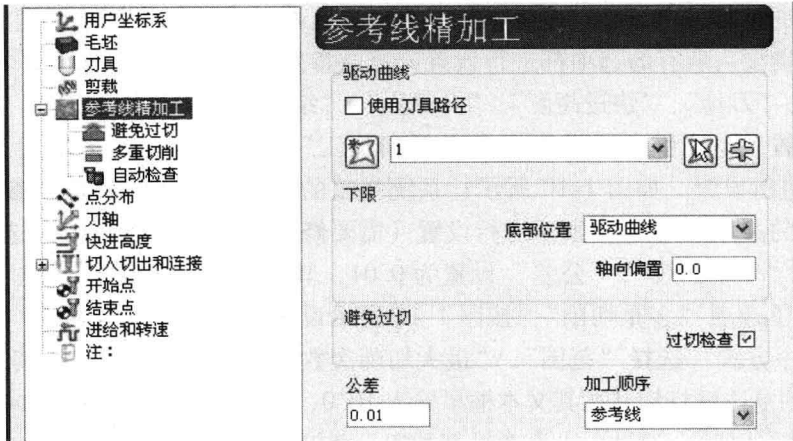 用户坐标系
毛坯
刀具
剪裁
参考线精加工
避免过切
多重切削
自动检查
点分布
刀轴
快进高度
切入切出和连接
开始点
结束点
进给和转速
注：
参考线精加工
驱动曲线
使用刀具路径
1
下限
底部位置 驱动曲线
轴向偏置 0.0
避免过切
过切检查
公差 加工顺序
0.01 参考线